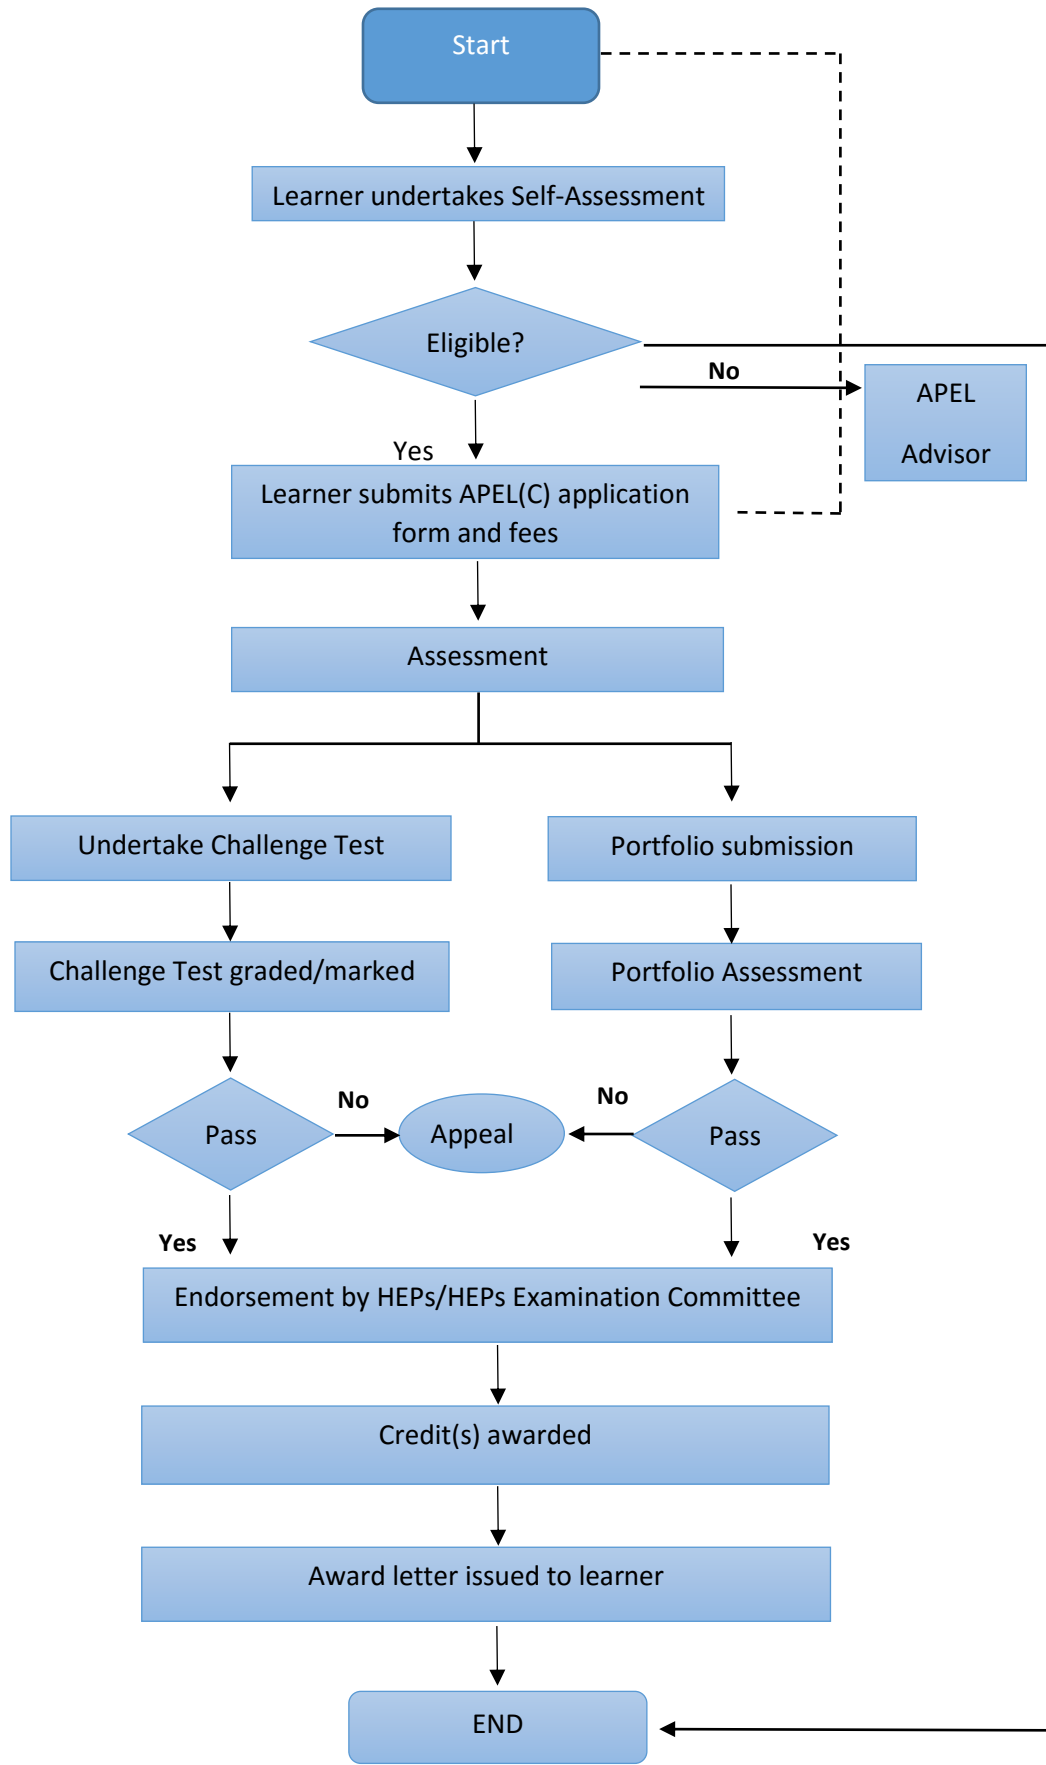 Start
Learner undertakes Self-Assessment
Eligible?
No
APEL
Advisor
Yes
Learner submits APEL(C) application
form and fees
Assessment
Undertake Challenge Test
Portfolio submission
Challenge Test graded/marked
Portfolio Assessment
No
No
Pass
Appeal
Pass
Yes
Yes
Endorsement by HEPs/HEPs Examination Committee
Credit(s) awarded
Award letter issued to learner
END